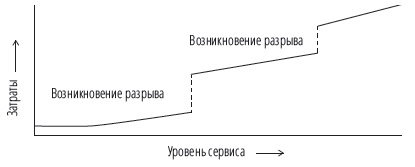 Возникновение разрыва
Возникновение разрыва
Затраты
Уровень сервиса